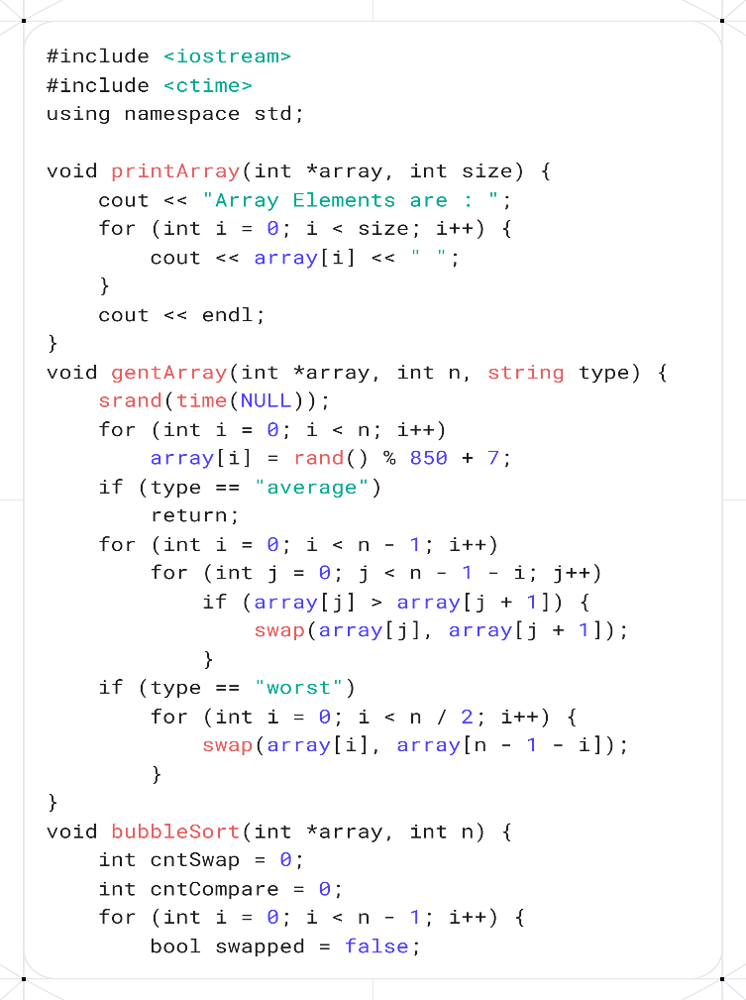 #include <iostream>
#include <ctime>
using namespace std;

void printArray(int *array, int size) {
    cout << "Array Elements are : ";
    for (int i = 0; i < size; i++) {
        cout << array[i] << " ";
    }
    cout << endl;
}
void gentArray(int *array, int n, string type) {
    srand(time(NULL));
    for (int i = 0; i < n; i++)
        array[i] = rand() % 850 + 7;
    if (type == "average")
        return;
    for (int i = 0; i < n - 1; i++)
        for (int j = 0; j < n - 1 - i; j++)
            if (array[j] > array[j + 1]) {
                swap(array[j], array[j + 1]);
            }
    if (type == "worst")
        for (int i = 0; i < n / 2; i++) {
            swap(array[i], array[n - 1 - i]);
        }
}
void bubbleSort(int *array, int n) {
    int cntSwap = 0;
    int cntCompare = 0;
    for (int i = 0; i < n - 1; i++) {
        bool swapped = false;